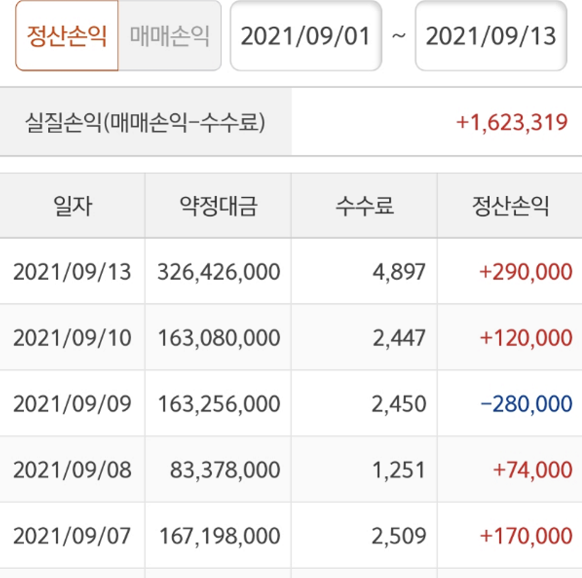 정산손익 매매손익 2021/09/01 ~ 2021/09/13
실질손익(매매손익-수수료) +1,623,319
일자 약정대금 수수료 정산손익
2021/09/13 326,426,000 4,897 +290,000
2021/09/10 163,080,000 2,447 +120,000
2021/09/09 163,256,000 2,450 -280,000
2021/09/08 83,378,000 1,251 +74,000
2021/09/07 167,198,000 2,509 +170,000